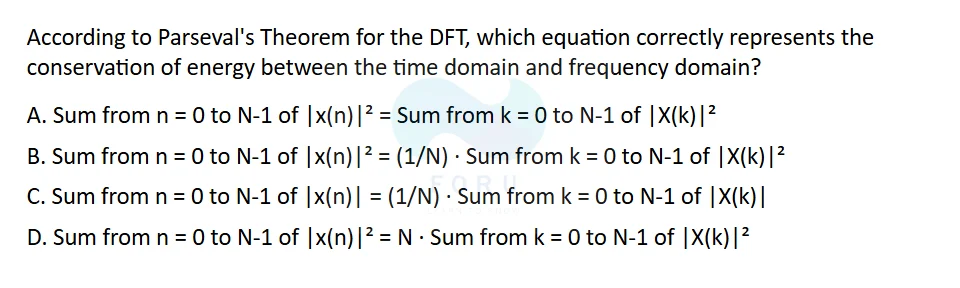 According to Parseval's Theorem for the DFT, which equation correctly represents the
conservation of energy between the time domain and frequency domain?
A. Sum from n = 0 to N-1 of |x(n)|² = Sum from k = 0 to N-1 of |X(k)|²
B. Sum from n = 0 to N-1 of |x(n)|² = (1/N) · Sum from k = 0 to N-1 of |X(k)|²
C. Sum from n = 0 to N-1 of |x(n)| = (1/N) · Sum from k = 0 to N-1 of |X(k)|
D. Sum from n = 0 to N-1 of |x(n)|² = N · Sum from k = 0 to N-1 of |X(k)|²